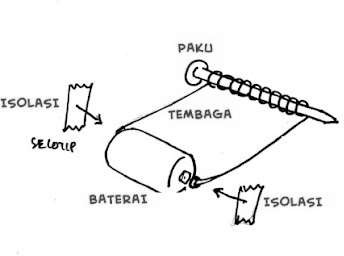 PAKU
ISOLASI
TEMBAGA
SELOTIP
BATERAI
ISOLASI